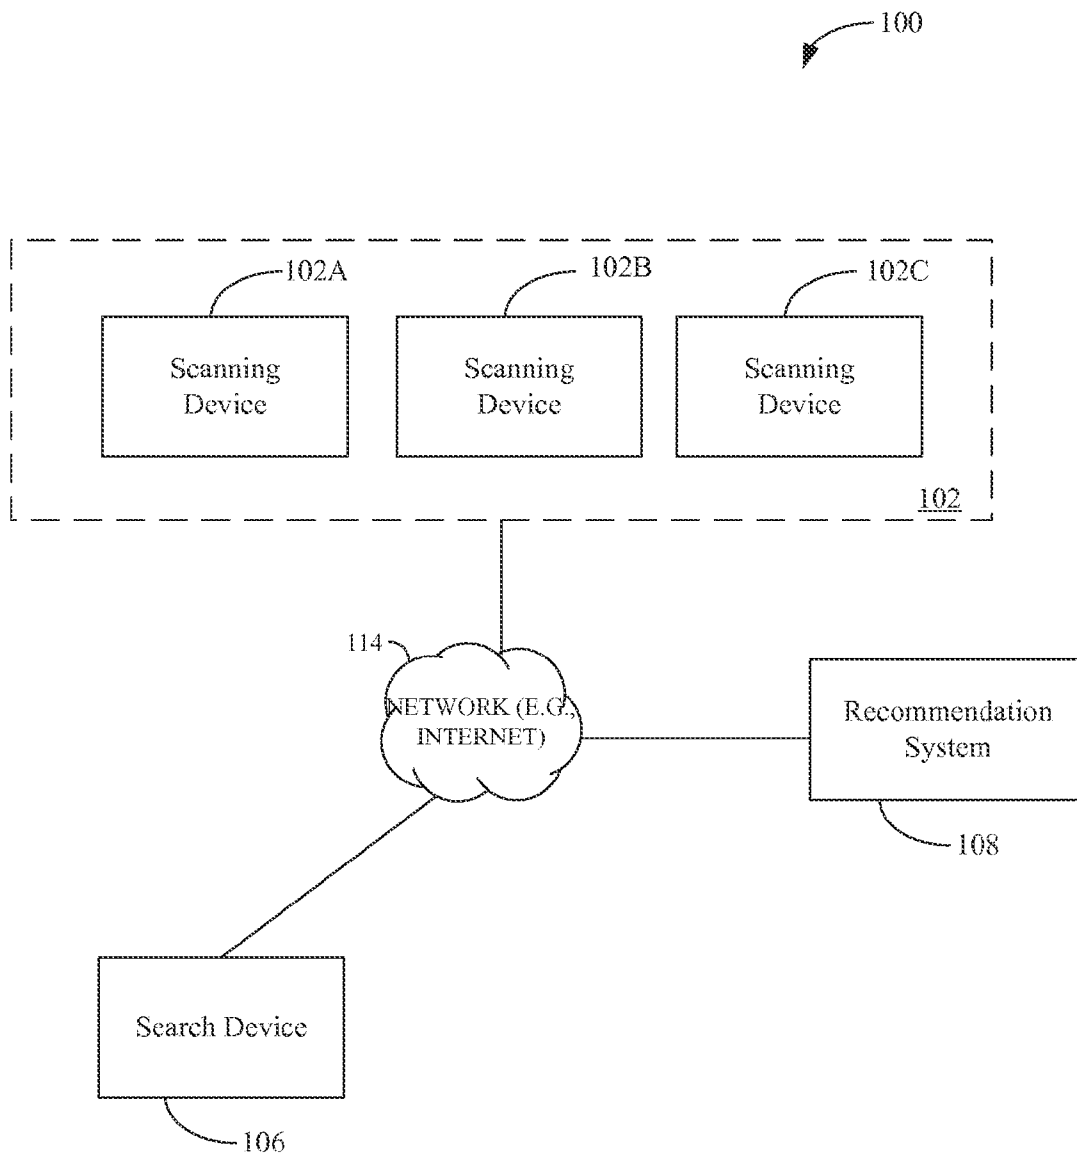 100
102A
102B
102C
Scanning
Device
Scanning
Device
Scanning
Device
102
114
NETWORK (E.G.,
INTERNET)
Recommendation
System
108
Search Device
106